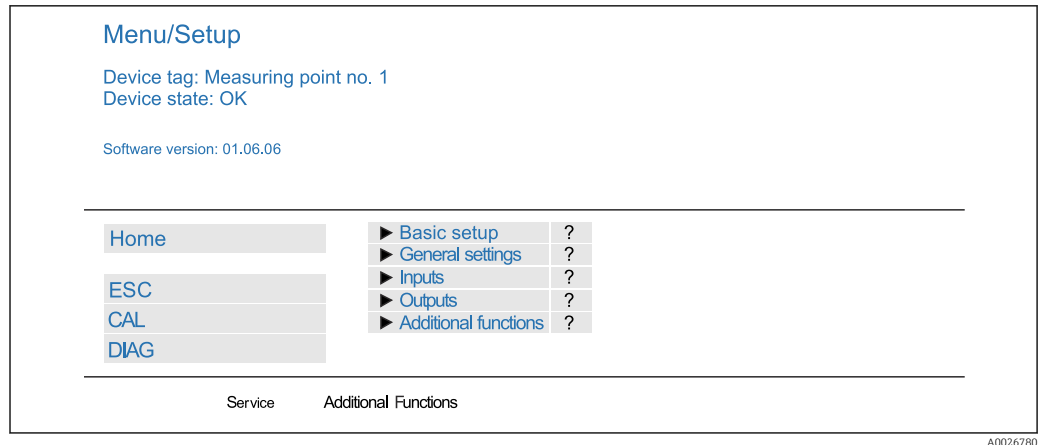 Menu/Setup
Device tag: Measuring point no. 1
Device state: OK
Software version: 01.06.06
Home
ESC
CAL
DIAG
► Basic setup ?
► General settings ?
► Inputs ?
► Outputs ?
► Additional functions ?
Service Additional Functions
A0026780